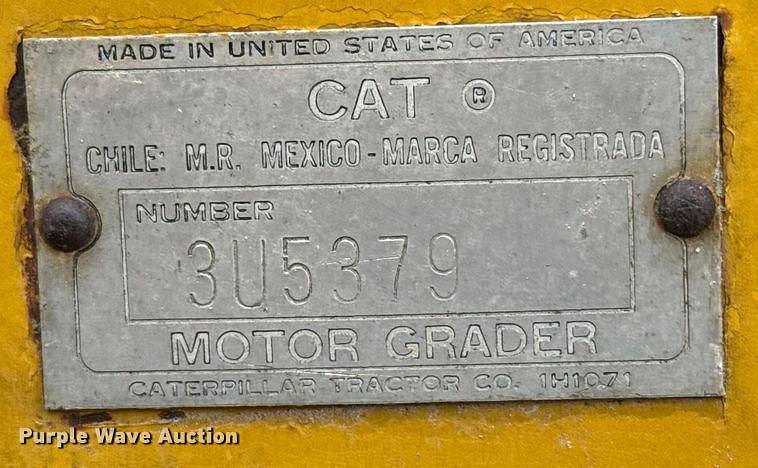 MADE IN UNITED STATES OF AMERICA
CAT ®
CHILE: M.R. MEXICO-MARCA REGISTRADA
NUMBER
3U5379
MOTOR GRADER
CATERPILLAR TRACTOR CO. 1H1071
Purple Wave Auction